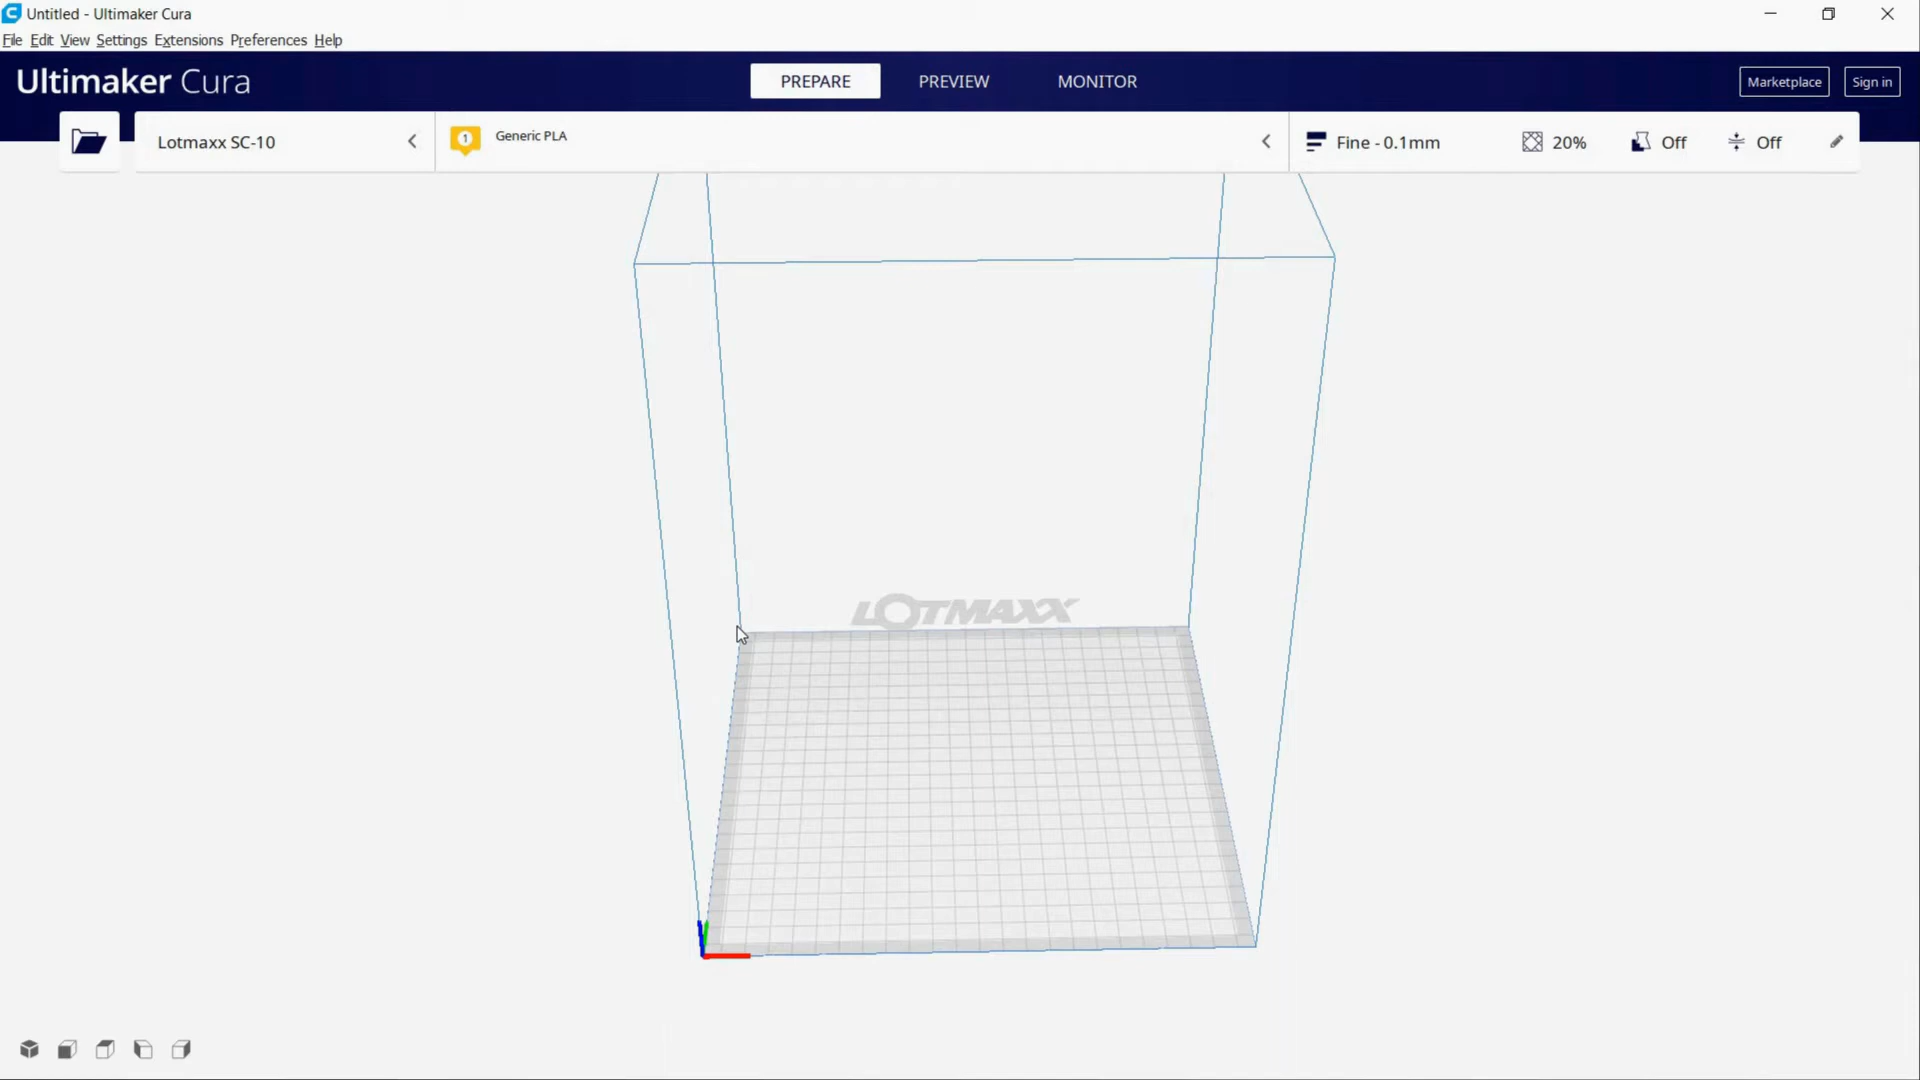 Untitled - Ultimaker Cura
File Edit View Settings Extensions Preferences Help
Ultimaker Cura
PREPARE PREVIEW MONITOR
Marketplace Sign in
Lotmaxx SC-10
1 Generic PLA
Fine - 0.1mm 20% Off Off
LOTMAXX